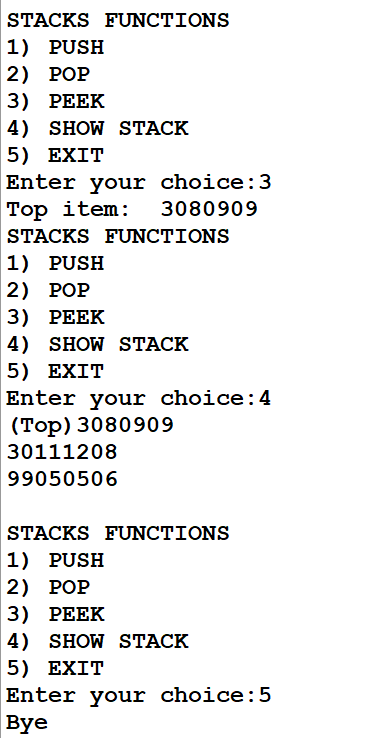 STACKS FUNCTIONS
1) PUSH
2) POP
3) PEEK
4) SHOW STACK
5) EXIT
Enter your choice:3
Top item:  3080909
STACKS FUNCTIONS
1) PUSH
2) POP
3) PEEK
4) SHOW STACK
5) EXIT
Enter your choice:4
(Top)3080909
30111208
99050506
STACKS FUNCTIONS
1) PUSH
2) POP
3) PEEK
4) SHOW STACK
5) EXIT
Enter your choice:5
Bye